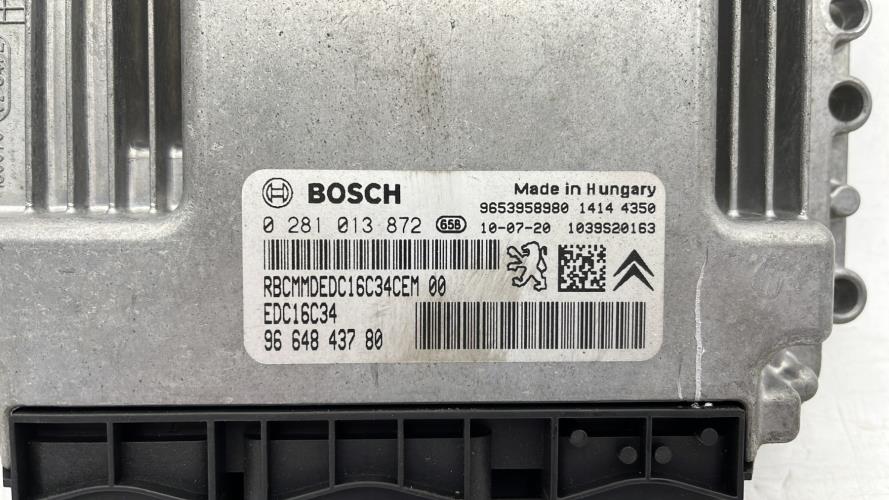 BOSCH
Made in Hungary
9653958980 1414 4350
0 281 013 872 65B 10-07-20 1039S20163
RBCMMDEDC16C34CEM 00
EDC16C34
96 648 437 80